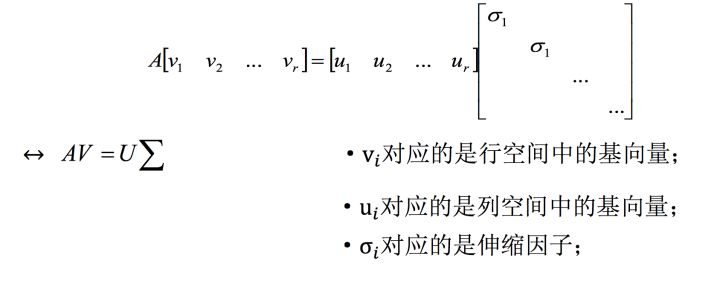 A[v₁ v₂ ... vᵣ]=[u₁ u₂ ... uᵣ][σ₁ σ₁ ... ...]
↔ AV = U∑
•vᵢ对应的是行空间中的基向量；
•uᵢ对应的是列空间中的基向量；
•σᵢ对应的是伸缩因子；